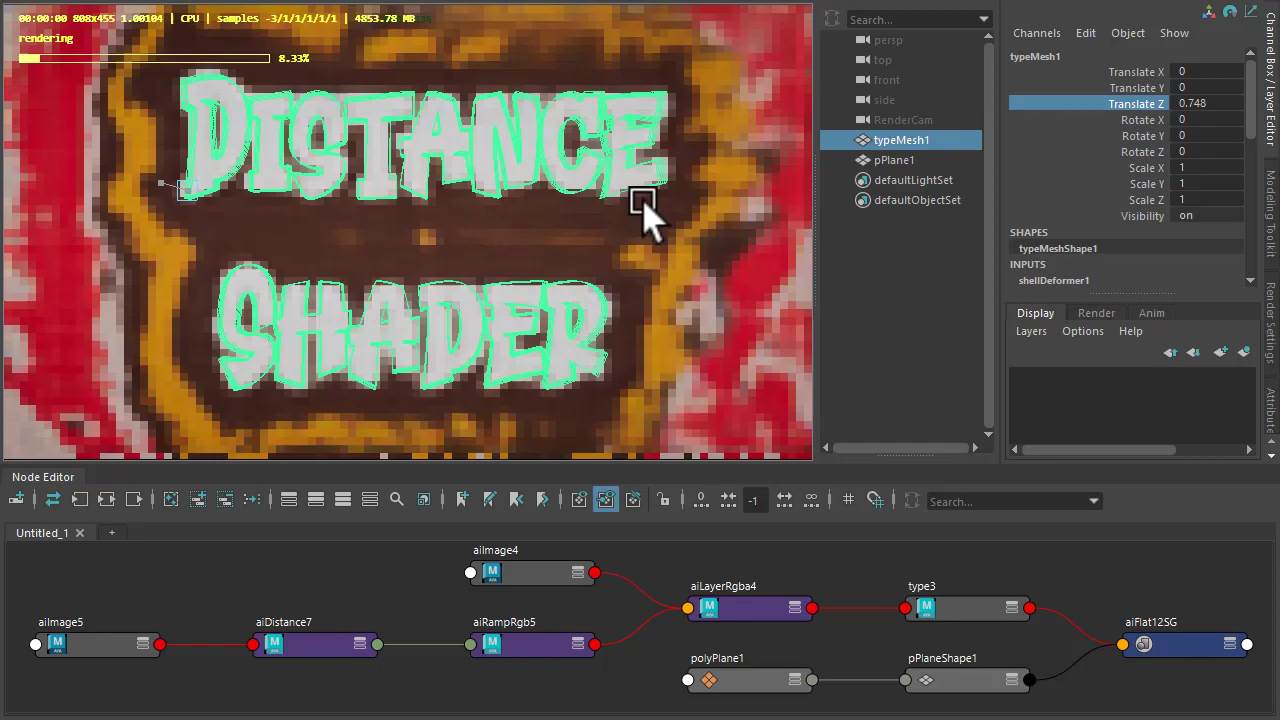 00:00:00 808x455 1.00104 | CPU | samples -3/1/1/1/1/1 | 4853.78 MB
rendering
8.33%
DISTANCE
SHADER
Search...
persp
top
front
side
RenderCam
typeMesh1
pPlane1
defaultLightSet
defaultObjectSet
Channels Edit Object Show
typeMesh1
Translate X 0
Translate Y 0
Translate Z 0.748
Rotate X 0
Rotate Y 0
Rotate Z 0
Scale X 1
Scale Y 1
Scale Z 1
Visibility on
SHAPES
typeMeshShape1
INPUTS
shellDeformer1
Display Render Anim
Layers Options Help
Channel Box / Layer Editor
Modeling Toolkit
Render Settings
Attribute
Node Editor
-1
0
∞
Search...
Untitled_1
+
aiImage4
aiLayerRgba4
type3
aiImage5
aiDistance7
aiRampRgb5
aiFlat12SG
polyPlane1
pPlaneShape1